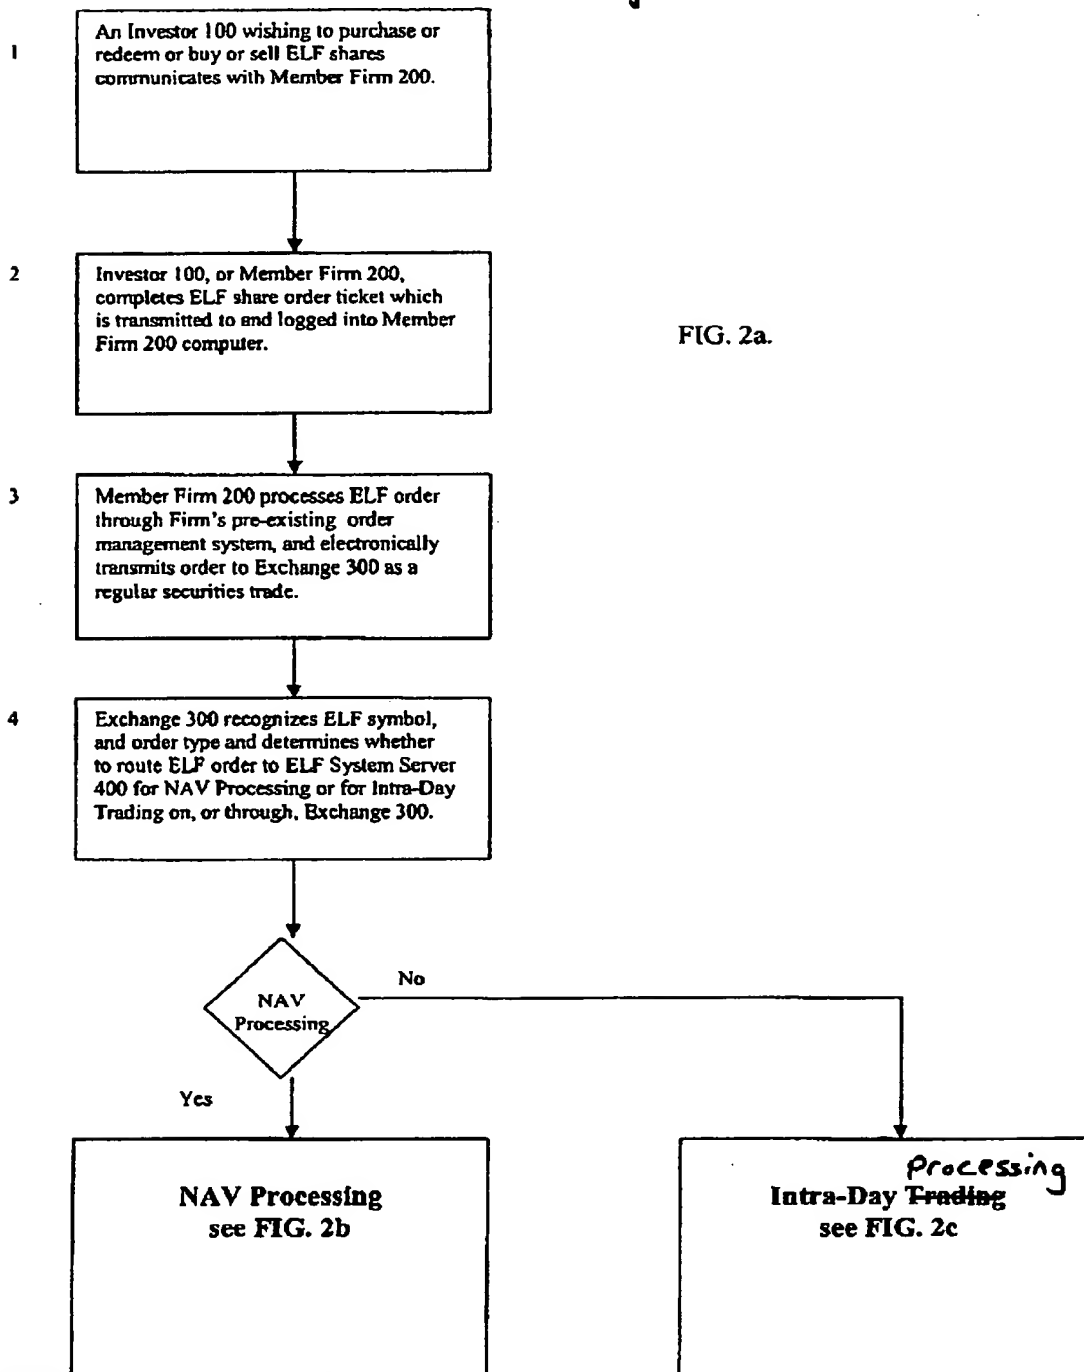 1
An Investor 100 wishing to purchase or
redeem or buy or sell ELF shares
communicates with Member Firm 200.
2
Investor 100, or Member Firm 200,
completes ELF share order ticket which
is transmitted to and logged into Member
Firm 200 computer.
FIG. 2a.
3
Member Firm 200 processes ELF order
through Firm's pre-existing order
management system, and electronically
transmits order to Exchange 300 as a
regular securities trade.
4
Exchange 300 recognizes ELF symbol,
and order type and determines whether
to route ELF order to ELF System Server
400 for NAV Processing or for Intra-Day
Trading on, or through, Exchange 300.
No
NAV
Processing
Yes
NAV Processing
see FIG. 2b
Processing
Intra-Day Trading
see FIG. 2c